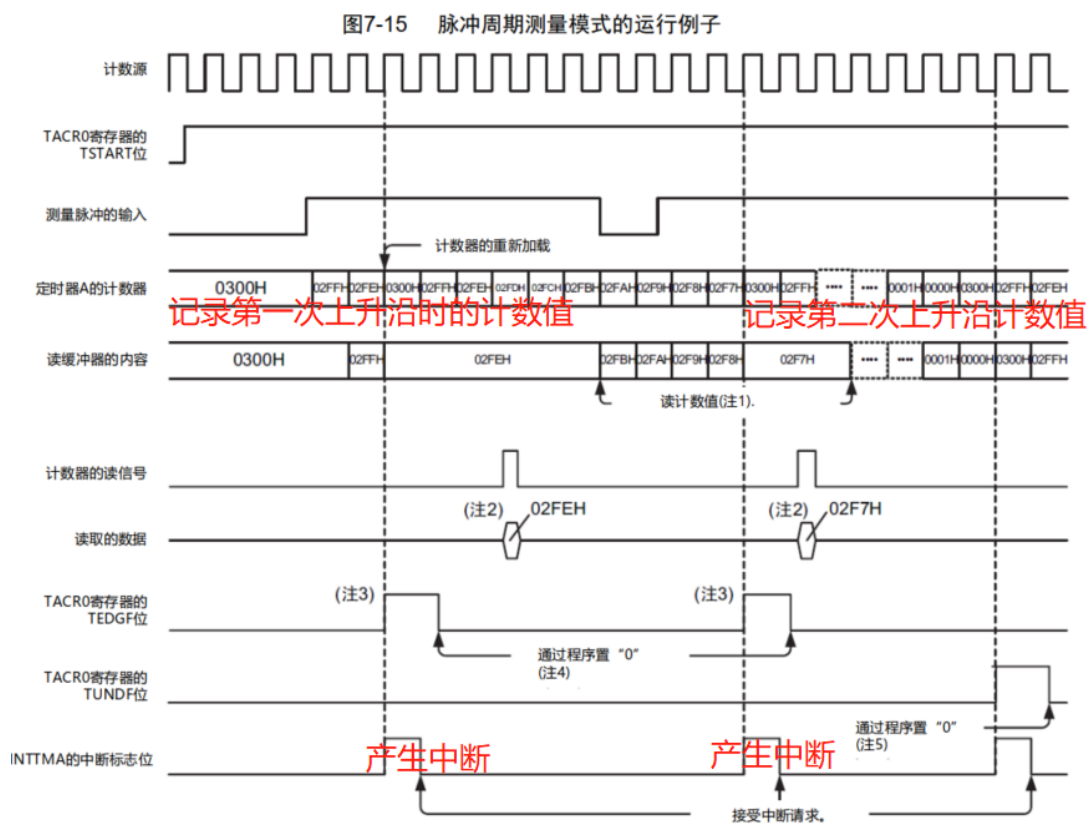 图7-15 脉冲周期测量模式的运行例子
计数源
TACR0寄存器的
TSTART位
测量脉冲的输入
计数器的重新加载
定时器A的计数器
0300H 02FFH 02FEH 0300H 02FFH 02FEH 02FDH 02FCH 02FBH 02FAH 02F9H 02F8H 02F7H 0300H 02FFH .... .... 0001H 0000H 0300H 02FFH 02FEH
记录第一次上升沿时的计数值 记录第二次上升沿计数值
读缓冲器的内容
0300H 02FFH 02FEH 02FBH 02FAH 02F9H 02F8H 02F7H .... .... 0001H 0000H 0300H 02FFH
读计数值(注1).
计数器的读信号
(注2) 02FEH (注2) 02F7H
读取的数据
TACR0寄存器的
TEDGF位
(注3) (注3)
通过程序置“0”
(注4)
TACR0寄存器的
TUNDF位
通过程序置“0”
(注5)
INTTMA的中断标志位
产生中断 产生中断
接受中断请求。